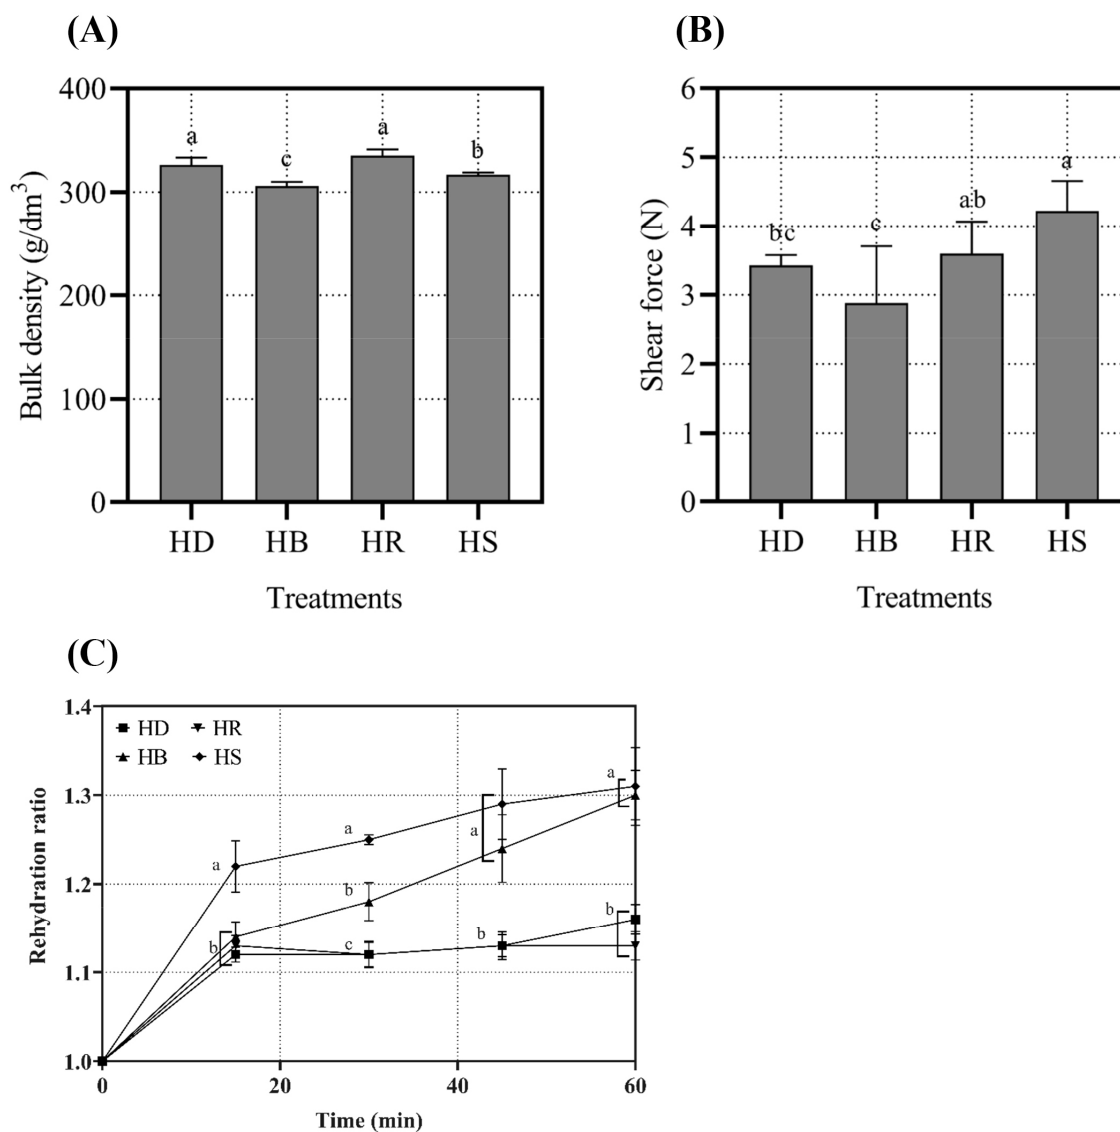 (A)
400
300
200
100
0
Bulk density (g/dm³)
a
c
a
b
HD HB HR HS
Treatments
(B)
6
5
4
3
2
1
0
Shear force (N)
bc
c
ab
a
HD HB HR HS
Treatments
(C)
1.4
1.3
1.2
1.1
1.0
Rehydration ratio
HD HR
HB HS
a
b
a
b
c
a
b
a
b
0 20 40 60
Time (min)